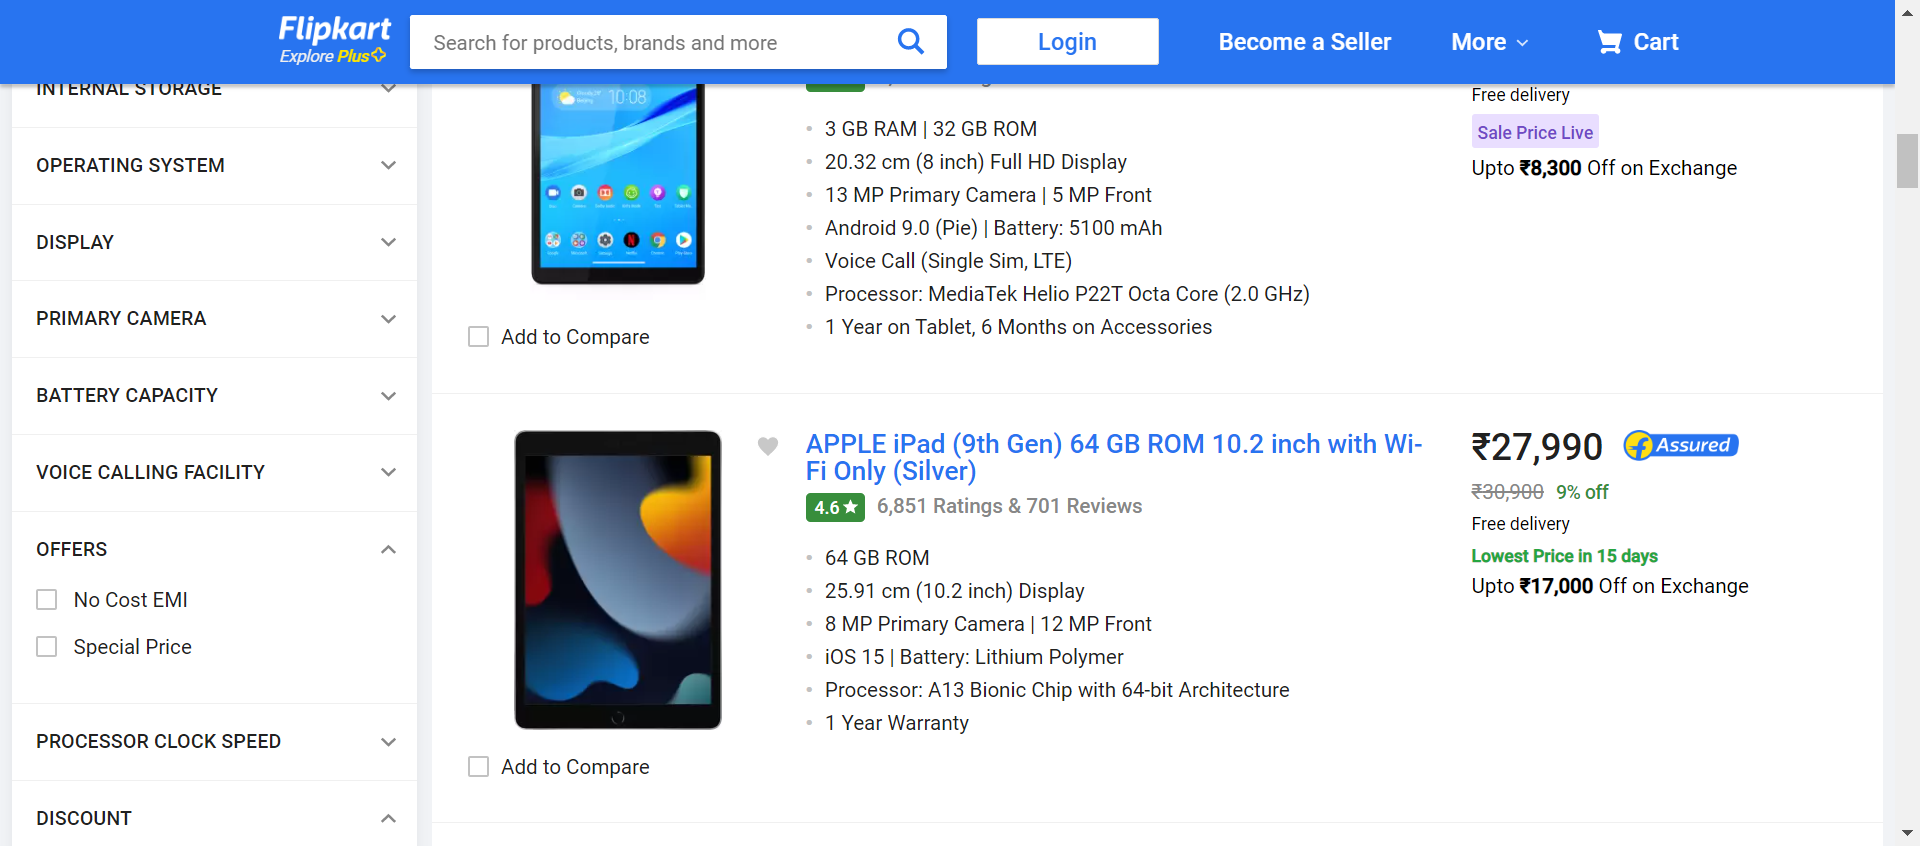 Flipkart
Explore Plus
Search for products, brands and more
Login
Become a Seller
More
Cart
INTERNAL STORAGE
OPERATING SYSTEM
DISPLAY
PRIMARY CAMERA
BATTERY CAPACITY
VOICE CALLING FACILITY
OFFERS
No Cost EMI
Special Price
PROCESSOR CLOCK SPEED
DISCOUNT
10:08
3 GB RAM | 32 GB ROM
20.32 cm (8 inch) Full HD Display
13 MP Primary Camera | 5 MP Front
Android 9.0 (Pie) | Battery: 5100 mAh
Voice Call (Single Sim, LTE)
Processor: MediaTek Helio P22T Octa Core (2.0 GHz)
1 Year on Tablet, 6 Months on Accessories
Add to Compare
Free delivery
Sale Price Live
Upto ₹8,300 Off on Exchange
APPLE iPad (9th Gen) 64 GB ROM 10.2 inch with Wi-
Fi Only (Silver)
4.6★ 6,851 Ratings & 701 Reviews
64 GB ROM
25.91 cm (10.2 inch) Display
8 MP Primary Camera | 12 MP Front
iOS 15 | Battery: Lithium Polymer
Processor: A13 Bionic Chip with 64-bit Architecture
1 Year Warranty
Add to Compare
₹27,990 f Assured
₹30,900 9% off
Free delivery
Lowest Price in 15 days
Upto ₹17,000 Off on Exchange